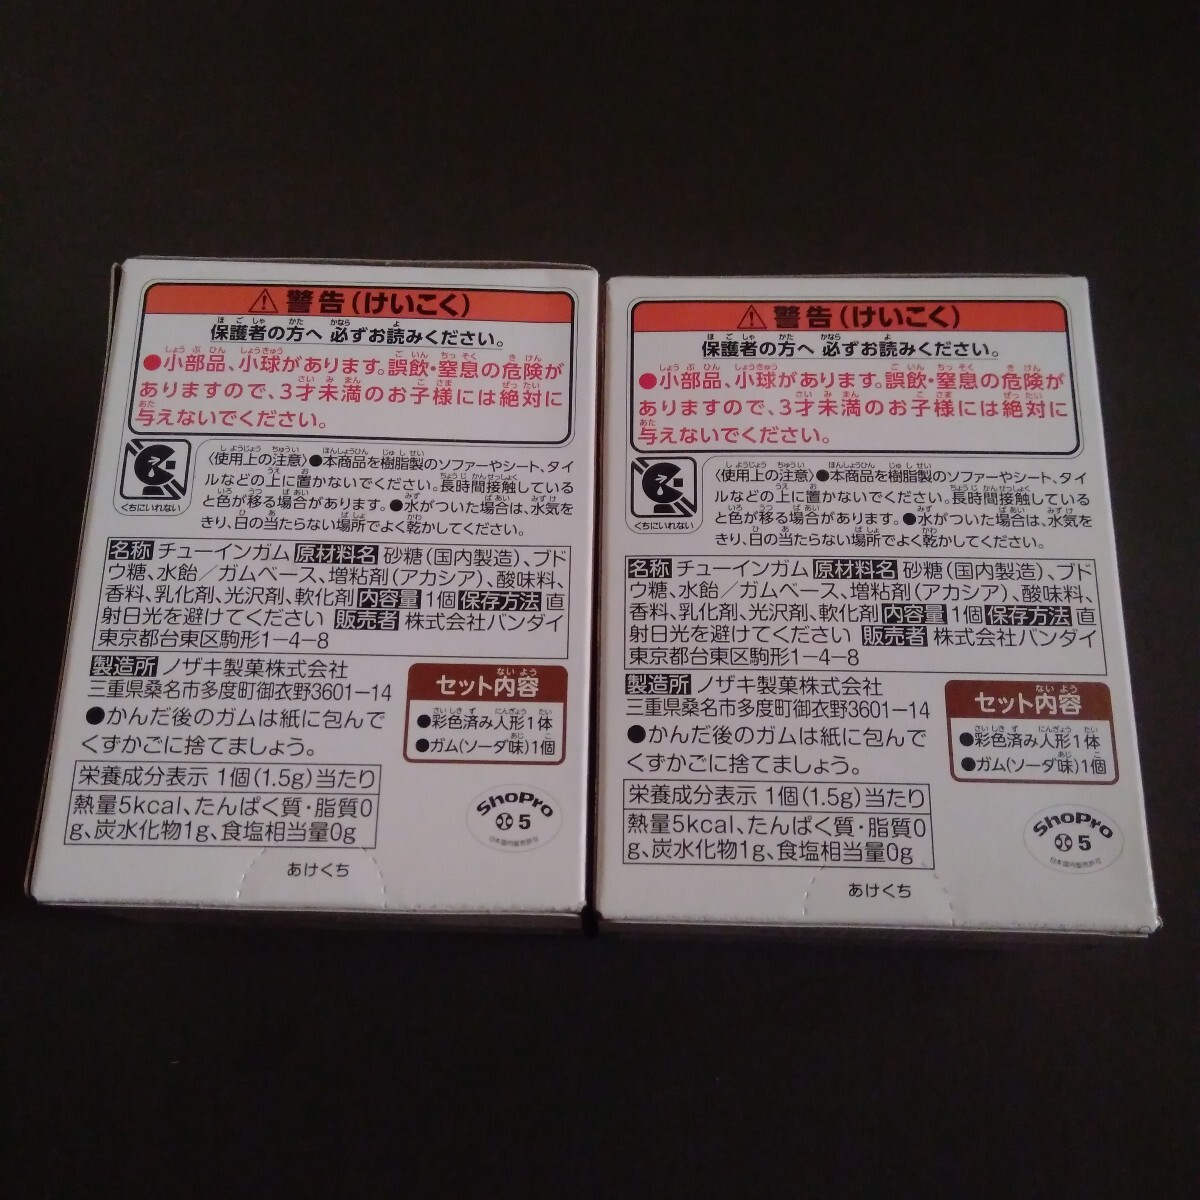 ⚠警告(けいこく)
保護者の方へ 必ずお読みください。
●小部品、小球があります。誤飲・窒息の危険が
ありますので、3才未満のお子様には絶対に
与えないでください。
くちにいれない
〈使用上の注意〉●本商品を樹脂製のソファーやシート、タイ
ルなどの上に置かないでください。長時間接触している
と色が移る場合があります。●水がついた場合は、水気を
きり、日の当たらない場所でよく乾かしてください。
名称 チューインガム 原材料名 砂糖(国内製造)、ブド
ウ糖、水飴／ガムベース、増粘剤(アカシア)、酸味料、
香料、乳化剤、光沢剤、軟化剤 内容量 1個 保存方法 直
射日光を避けてください 販売者 株式会社バンダイ
東京都台東区駒形1-4-8
製造所 ノザキ製菓株式会社
三重県桑名市多度町御衣野3601-14
●かんだ後のガムは紙に包んで
くずかごに捨てましょう。
セット内容
●彩色済み人形1体
●ガム(ソーダ味)1個
栄養成分表示 1個(1.5g)当たり
熱量5kcal、たんぱく質・脂質0
g、炭水化物1g、食塩相当量0g
ShoPro
5
日本国内販売許可
あけくち
⚠警告(けいこく)
保護者の方へ 必ずお読みください。
●小部品、小球があります。誤飲・窒息の危険が
ありますので、3才未満のお子様には絶対に
与えないでください。
くちにいれない
〈使用上の注意〉●本商品を樹脂製のソファーやシート、タイ
ルなどの上に置かないでください。長時間接触している
と色が移る場合があります。●水がついた場合は、水気を
きり、日の当たらない場所でよく乾かしてください。
名称 チューインガム 原材料名 砂糖(国内製造)、ブド
ウ糖、水飴／ガムベース、増粘剤(アカシア)、酸味料、
香料、乳化剤、光沢剤、軟化剤 内容量 1個 保存方法 直
射日光を避けてください 販売者 株式会社バンダイ
東京都台東区駒形1-4-8
製造所 ノザキ製菓株式会社
三重県桑名市多度町御衣野3601-14
●かんだ後のガムは紙に包んで
くずかごに捨てましょう。
セット内容
●彩色済み人形1体
●ガム(ソーダ味)1個
栄養成分表示 1個(1.5g)当たり
熱量5kcal、たんぱく質・脂質0
g、炭水化物1g、食塩相当量0g
ShoPro
5
日本国内販売許可
あけくち